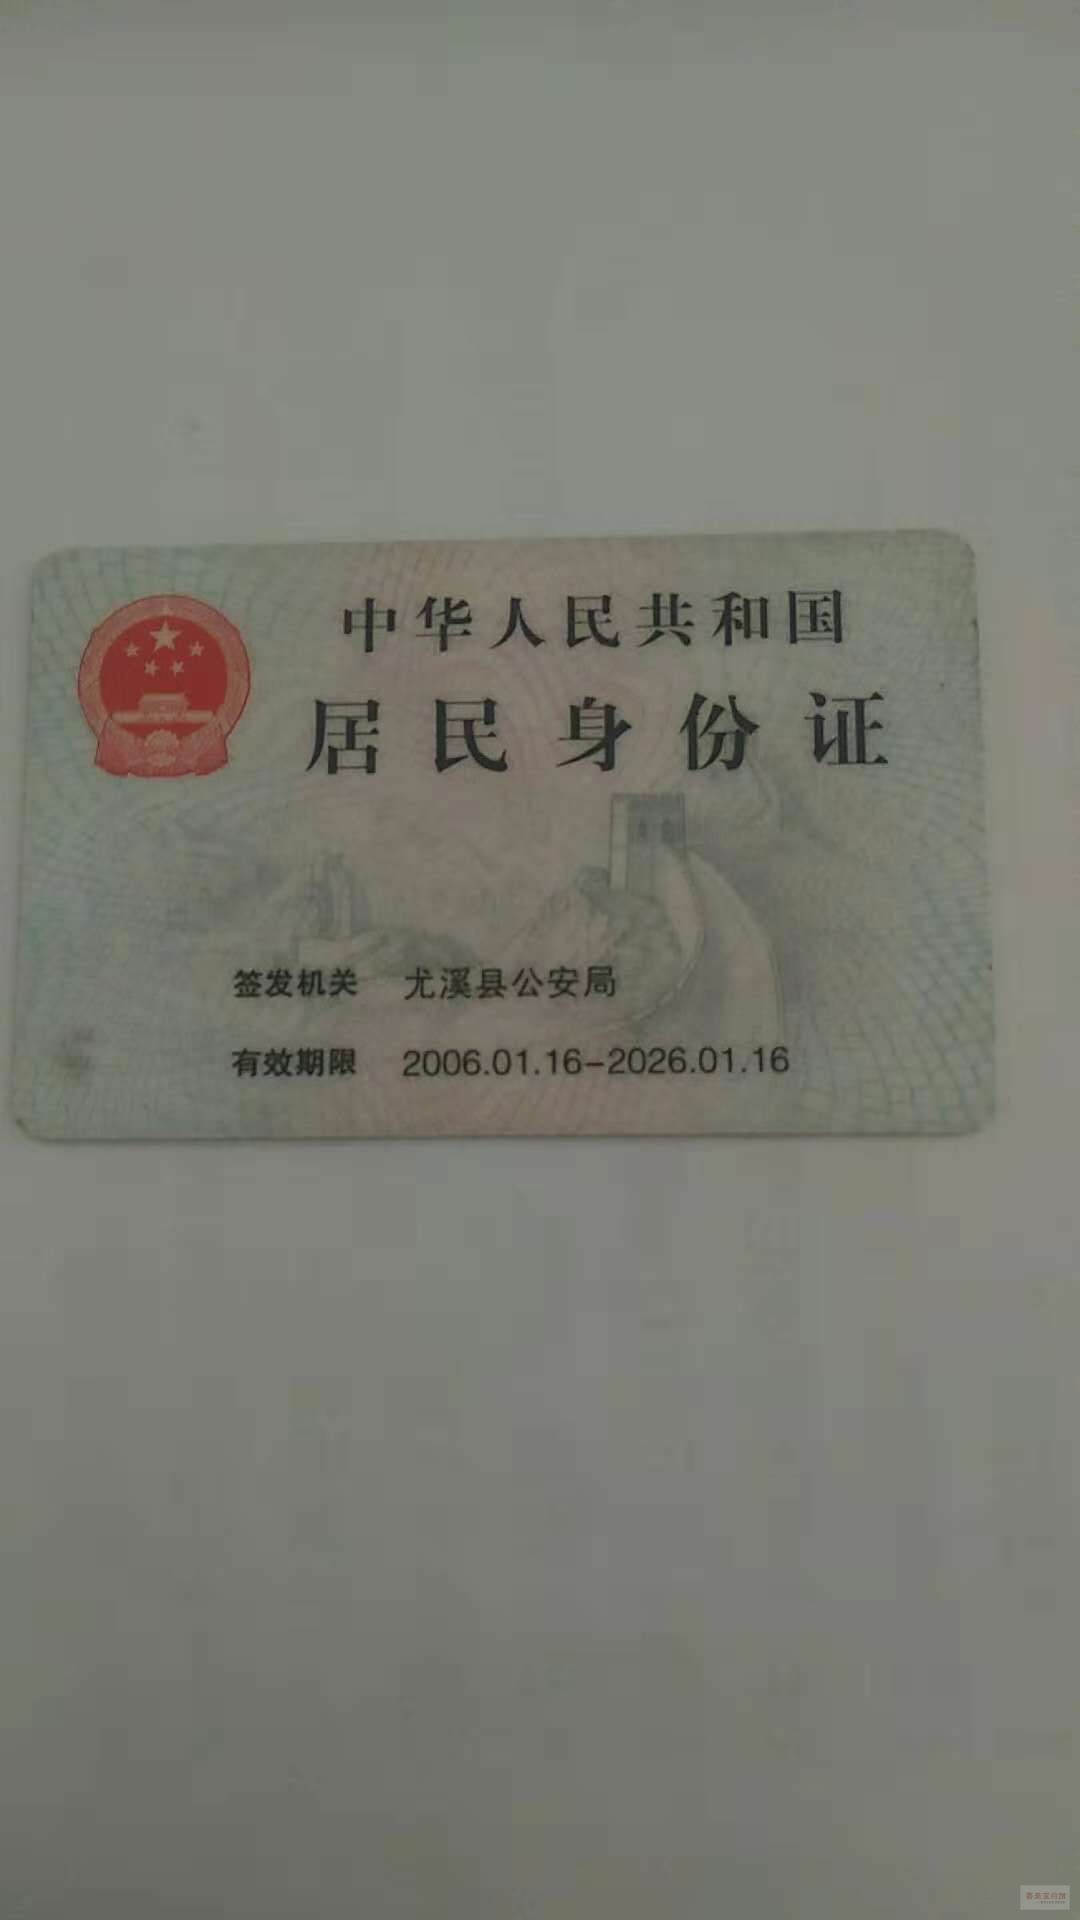 中华人民共和国
居民身份证
签发机关 尤溪县公安局
有效期限 2006.01.16-2026.01.16